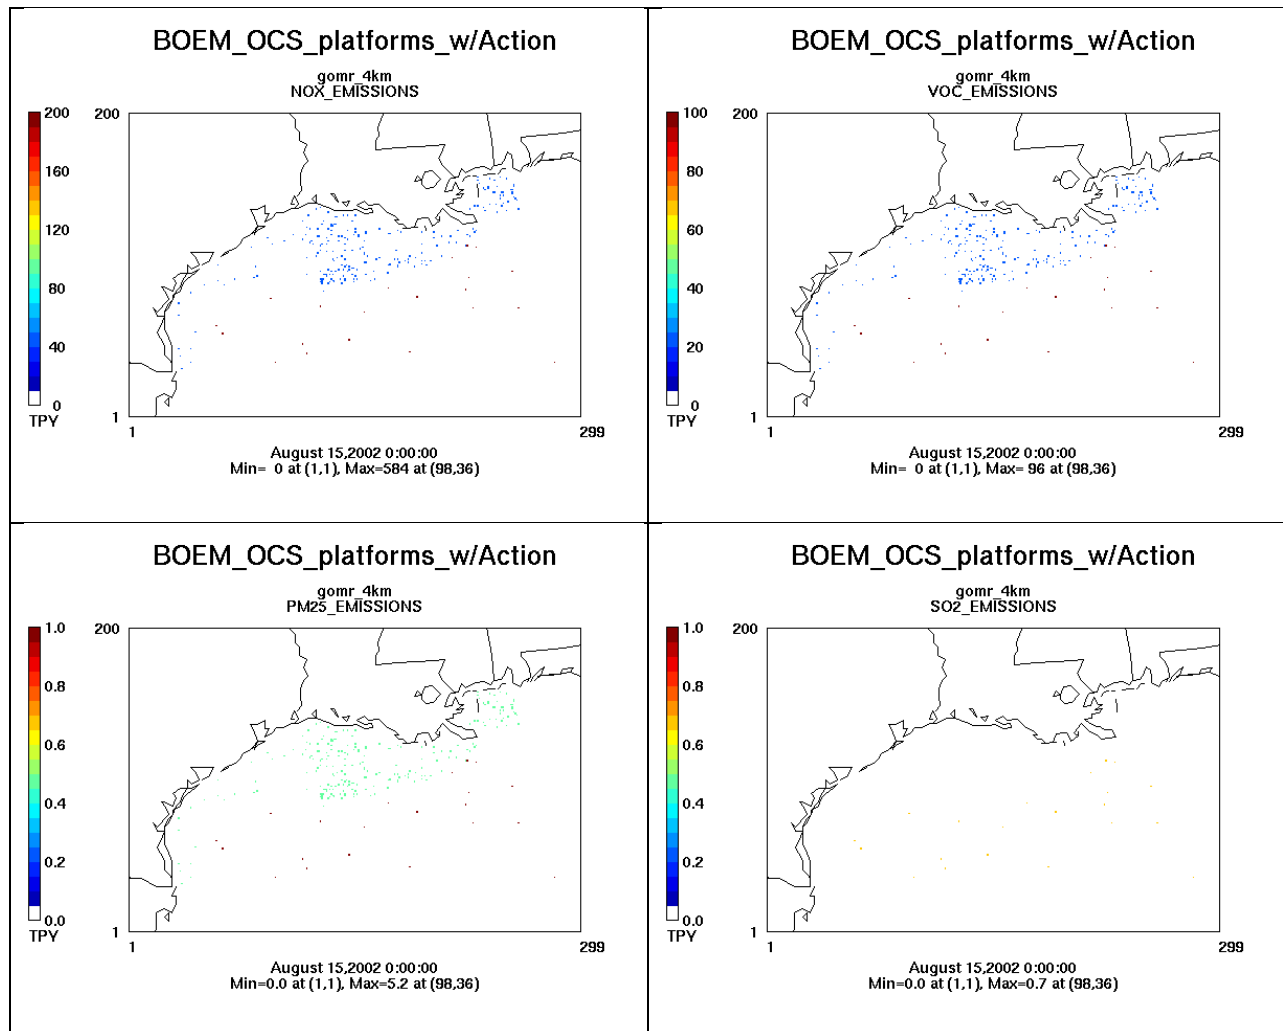 BOEM_OCS_platforms_w/Action
gomr_4km
NOX_EMISSIONS
200
160
120
80
40
0
TPY
200
1
1
299
August 15,2002 0:00:00
Min= 0 at (1,1), Max=584 at (98,36)
BOEM_OCS_platforms_w/Action
gomr_4km
VOC_EMISSIONS
100
80
60
40
20
0
TPY
200
1
1
299
August 15,2002 0:00:00
Min= 0 at (1,1), Max= 96 at (98,36)
BOEM_OCS_platforms_w/Action
gomr_4km
PM25_EMISSIONS
1.0
0.8
0.6
0.4
0.2
0.0
TPY
200
1
1
299
August 15,2002 0:00:00
Min=0.0 at (1,1), Max=5.2 at (98,36)
BOEM_OCS_platforms_w/Action
gomr_4km
SO2_EMISSIONS
1.0
0.8
0.6
0.4
0.2
0.0
TPY
200
1
1
299
August 15,2002 0:00:00
Min=0.0 at (1,1), Max=0.7 at (98,36)